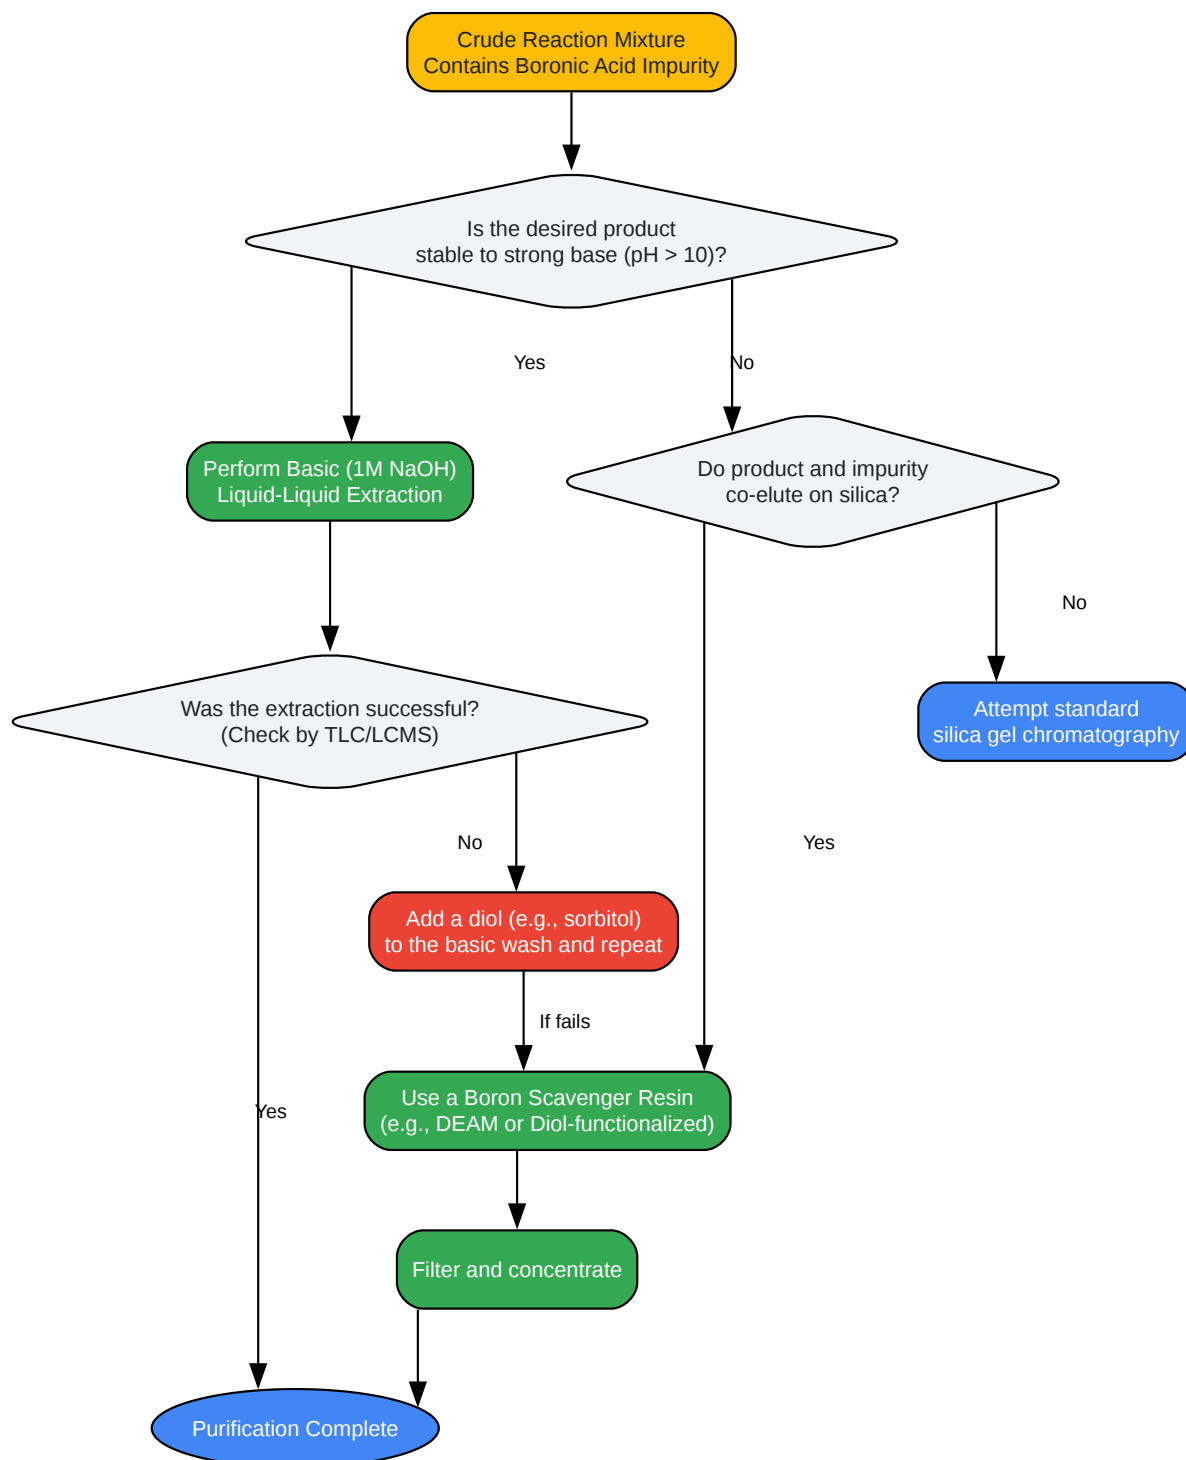 Crude Reaction Mixture
Contains Boronic Acid Impurity
Is the desired product
stable to strong base (pH > 10)?
Yes
No
Perform Basic (1M NaOH)
Liquid-Liquid Extraction
Do product and impurity
co-elute on silica?
No
Was the extraction successful?
(Check by TLC/LCMS)
Attempt standard
silica gel chromatography
No
Yes
Add a diol (e.g., sorbitol)
to the basic wash and repeat
If fails
Use a Boron Scavenger Resin
(e.g., DEAM or Diol-functionalized)
Yes
Filter and concentrate
Purification Complete